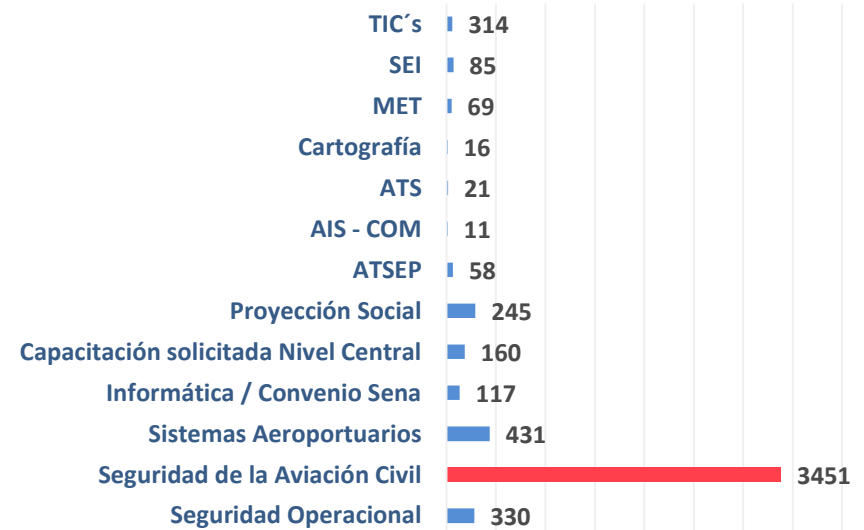 TIC´s 314
SEI 85
MET 69
Cartografía 16
ATS 21
AIS - COM 11
ATSEP 58
Proyección Social 245
Capacitación solicitada Nivel Central 160
Informática / Convenio Sena 117
Sistemas Aeroportuarios 431
Seguridad de la Aviación Civil 3451
Seguridad Operacional 330